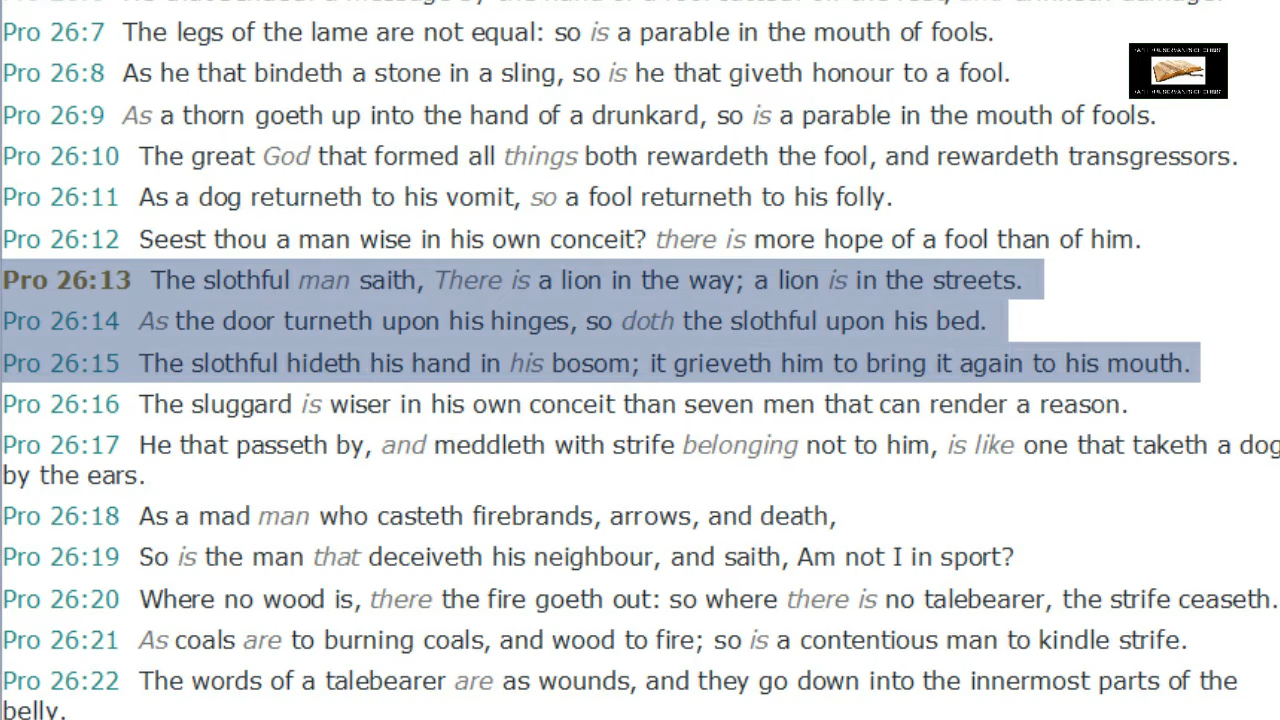 Pro 26:7 The legs of the lame are not equal: so is a parable in the mouth of fools.
Pro 26:8 As he that bindeth a stone in a sling, so is he that giveth honour to a fool.
Pro 26:9 As a thorn goeth up into the hand of a drunkard, so is a parable in the mouth of fools.
Pro 26:10 The great God that formed all things both rewardeth the fool, and rewardeth transgressors.
Pro 26:11 As a dog returneth to his vomit, so a fool returneth to his folly.
Pro 26:12 Seest thou a man wise in his own conceit? there is more hope of a fool than of him.
Pro 26:13 The slothful man saith, There is a lion in the way; a lion is in the streets.
Pro 26:14 As the door turneth upon his hinges, so doth the slothful upon his bed.
Pro 26:15 The slothful hideth his hand in his bosom; it grieveth him to bring it again to his mouth.
Pro 26:16 The sluggard is wiser in his own conceit than seven men that can render a reason.
Pro 26:17 He that passeth by, and meddleth with strife belonging not to him, is like one that taketh a dog
by the ears.
Pro 26:18 As a mad man who casteth firebrands, arrows, and death,
Pro 26:19 So is the man that deceiveth his neighbour, and saith, Am not I in sport?
Pro 26:20 Where no wood is, there the fire goeth out: so where there is no talebearer, the strife ceaseth.
Pro 26:21 As coals are to burning coals, and wood to fire; so is a contentious man to kindle strife.
Pro 26:22 The words of a talebearer are as wounds, and they go down into the innermost parts of the
belly.